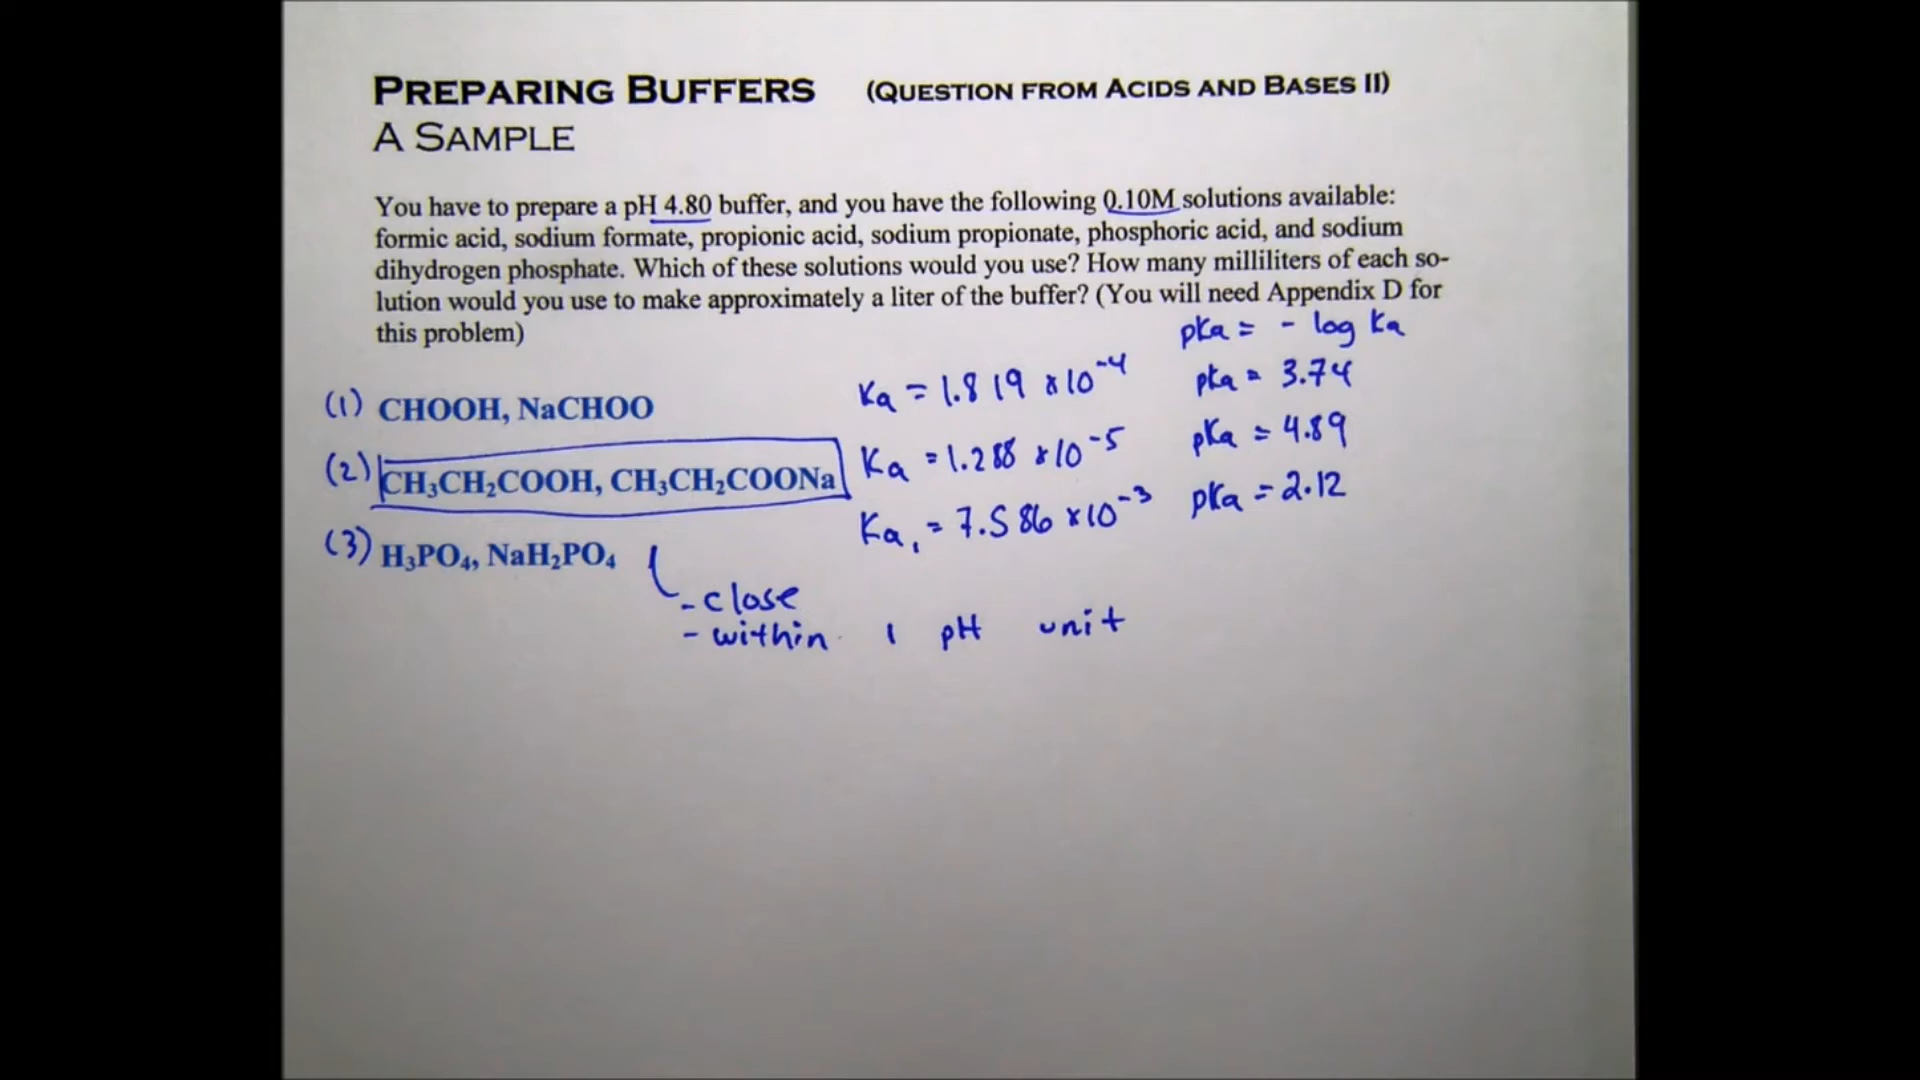 PREPARING BUFFERS (QUESTION FROM ACIDS AND BASES II)
A SAMPLE
You have to prepare a pH 4.80 buffer, and you have the following 0.10M solutions available:
formic acid, sodium formate, propionic acid, sodium propionate, phosphoric acid, and sodium
dihydrogen phosphate. Which of these solutions would you use? How many milliliters of each so-
lution would you use to make approximately a liter of the buffer? (You will need Appendix D for
this problem)
pKa = - log Ka
(1) CHOOH, NaCHOO Ka = 1.819 x 10⁻⁴ pKa = 3.74
(2) CH₃CH₂COOH, CH₃CH₂COONa Ka = 1.288 x 10⁻⁵ pKa = 4.89
(3) H₃PO₄, NaH₂PO₄ Ka₁ = 7.586 x 10⁻³ pKa = 2.12
- close
- within 1 pH unit